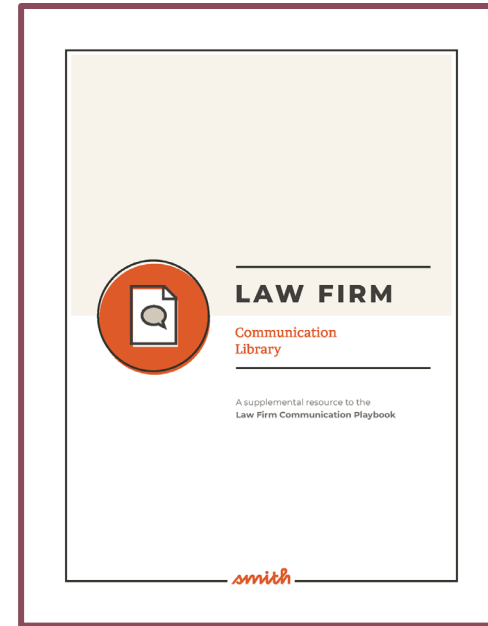 LAW FIRM
Communication
Library
A supplemental resource to the
Law Firm Communication Playbook
smith